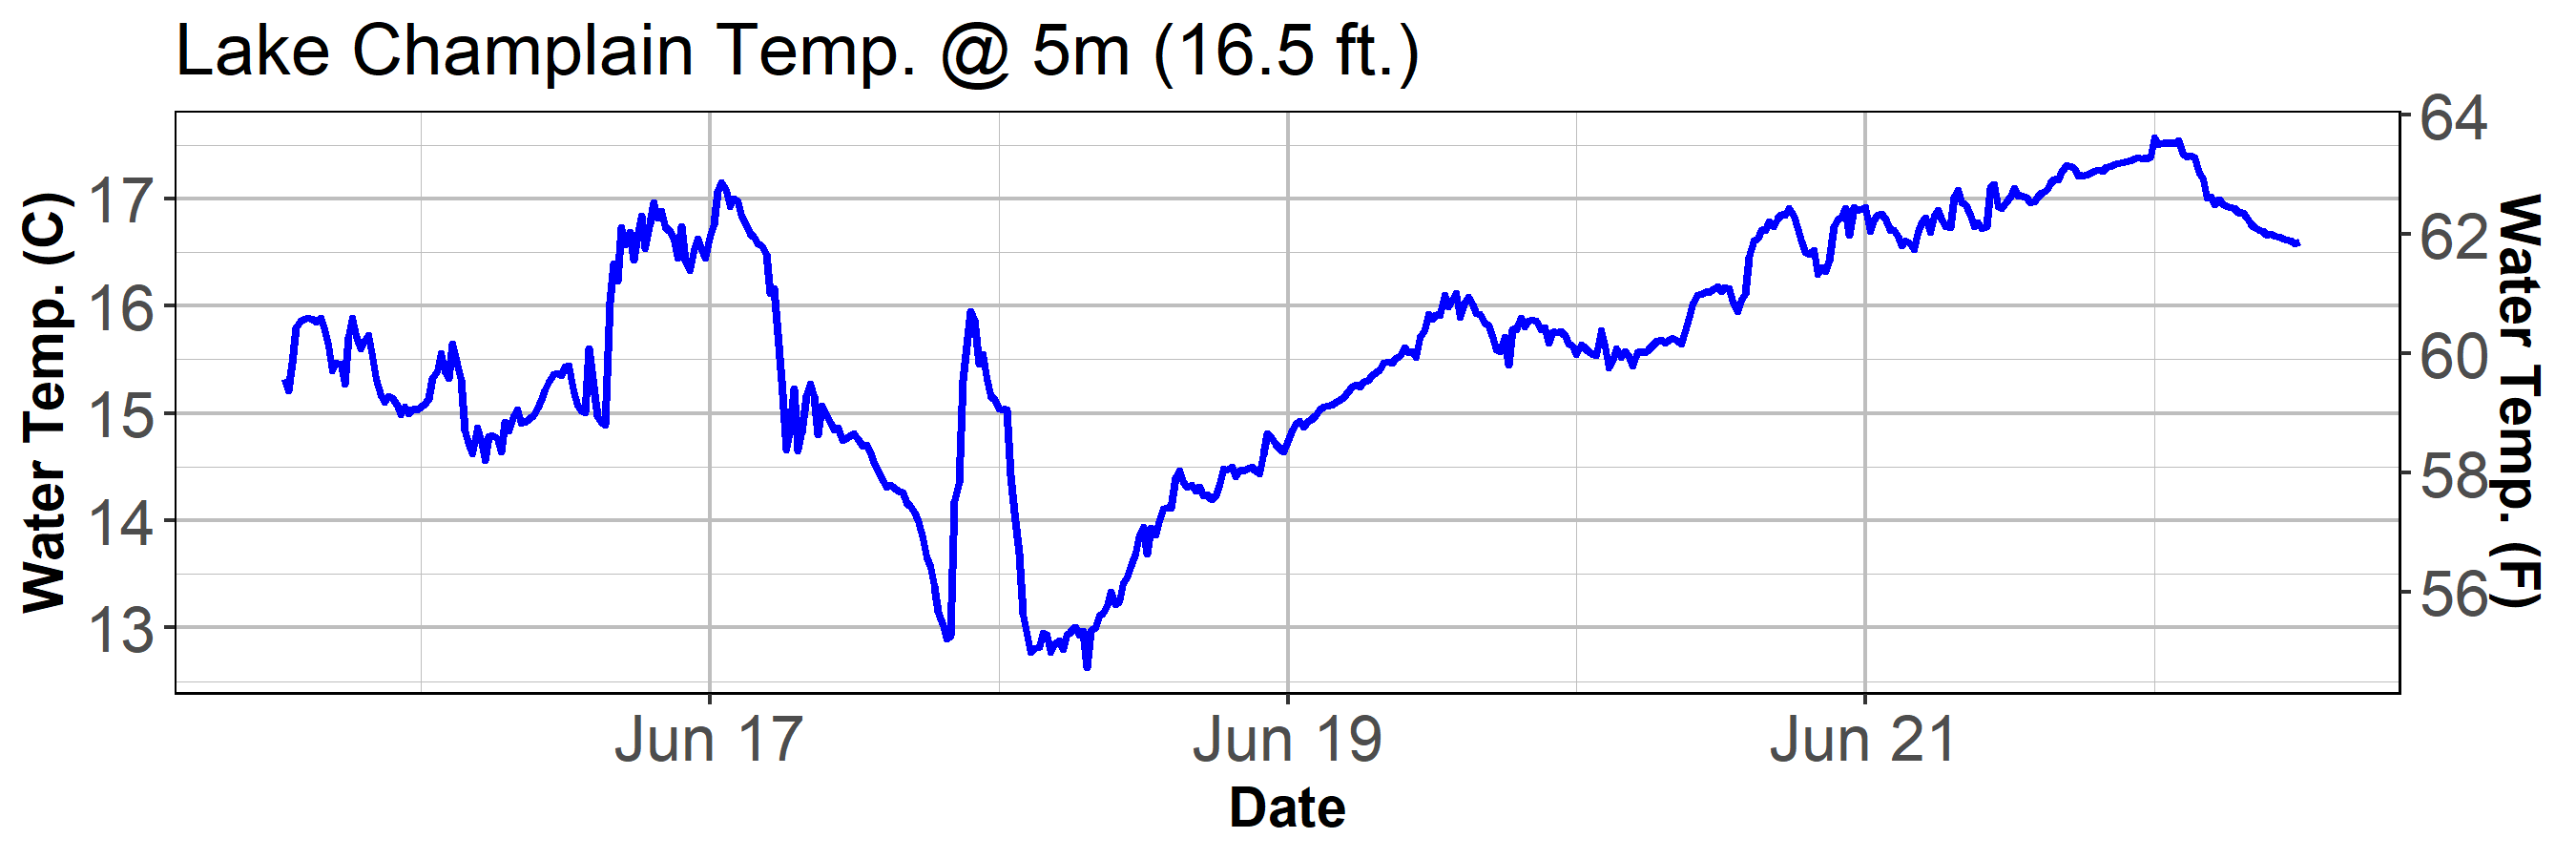 Lake Champlain Temp. @ 5m (16.5 ft.)
Water Temp. (C)
17
16
15
14
13
64
62
60
58
56
Water Temp. (F)
Jun 17
Jun 19
Jun 21
Date